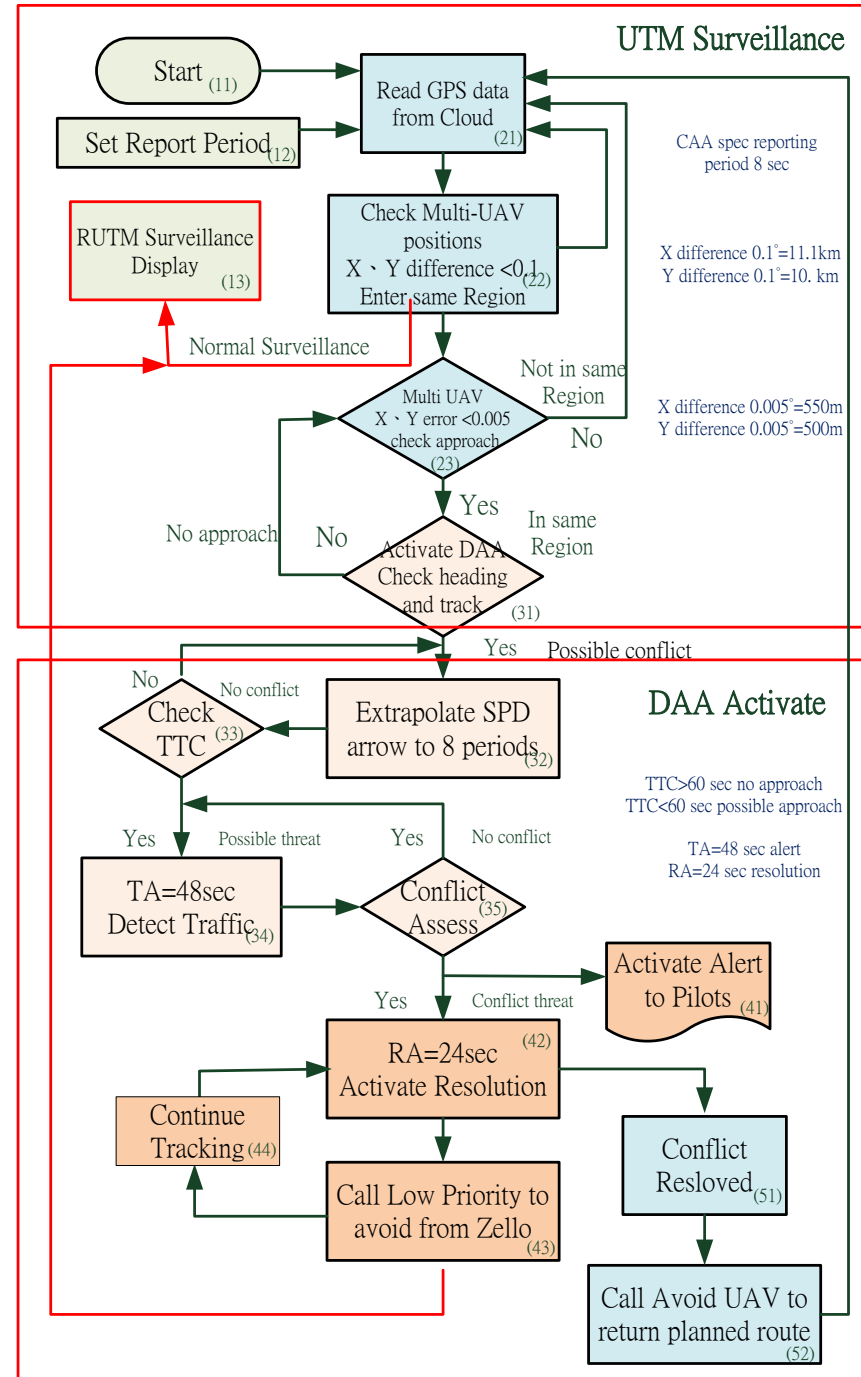 UTM Surveillance
Start
(11)
Read GPS data
from Cloud
(21)
Set Report Period
(12)
CAA spec reporting
period 8 sec
Check Multi-UAV
positions
X、Y difference <0.1
Enter same Region
(22)
RUTM Surveillance
Display
(13)
X difference 0.1°=11.1km
Y difference 0.1°=10. km
Normal Surveillance
Not in same
Region
No
Multi UAV
X、Y error <0.005
check approach
(23)
X difference 0.005°=550m
Y difference 0.005°=500m
Yes
In same
Region
No approach
No
Activate DAA
Check heading
and track
(31)
Yes
Possible conflict
DAA Activate
No
No conflict
Check
TTC
(33)
Extrapolate SPD
arrow to 8 periods
(32)
TTC>60 sec no approach
TTC<60 sec possible approach
TA=48 sec alert
RA=24 sec resolution
Yes
Possible threat
Yes
No conflict
TA=48sec
Detect Traffic
(34)
Conflict
Assess
(35)
Activate Alert
to Pilots
(41)
Yes
Conflict threat
RA=24sec
Activate Resolution
(42)
Continue
Tracking
(44)
Conflict
Resloved
(51)
Call Low Priority to
avoid from Zello
(43)
Call Avoid UAV to
return planned route
(52)